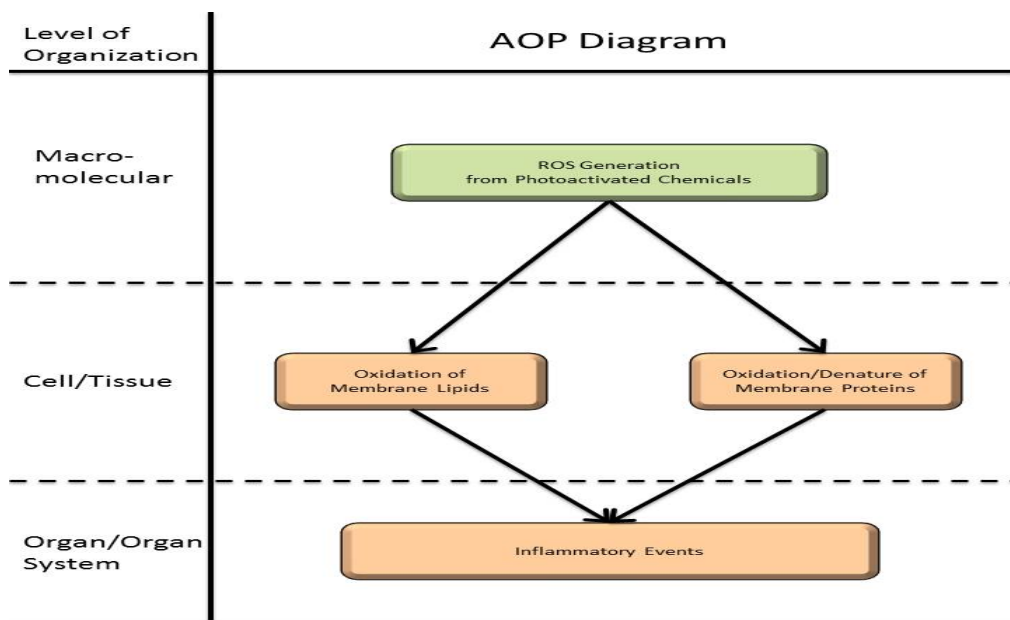 Level of
Organization
AOP Diagram
Macro-
molecular
ROS Generation
from Photoactivated Chemicals
Cell/Tissue
Oxidation of
Membrane Lipids
Oxidation/Denature of
Membrane Proteins
Organ/Organ
System
Inflammatory Events